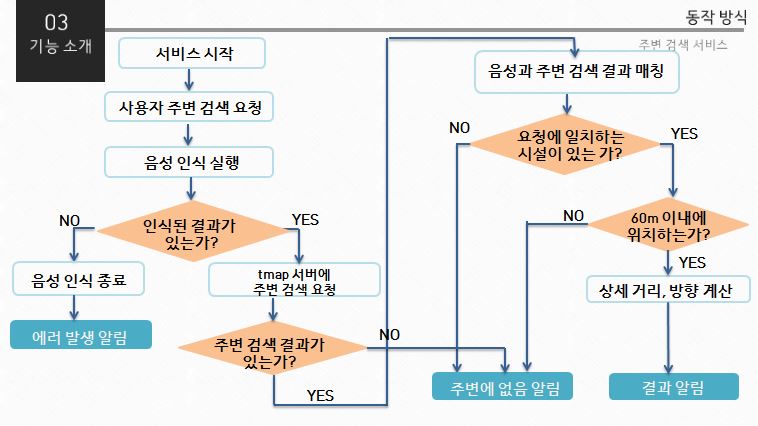 03
기능 소개
동작 방식
주변 검색 서비스
서비스 시작
사용자 주변 검색 요청
음성 인식 실행
인식된 결과가
있는가?
NO
YES
음성 인식 종료
에러 발생 알림
tmap 서버에
주변 검색 요청
주변 검색 결과가
있는가?
NO
YES
음성과 주변 검색 결과 매칭
요청에 일치하는
시설이 있는 가?
NO
YES
60m 이내에
위치하는가?
NO
YES
상세 거리, 방향 계산
주변에 없음 알림
결과 알림